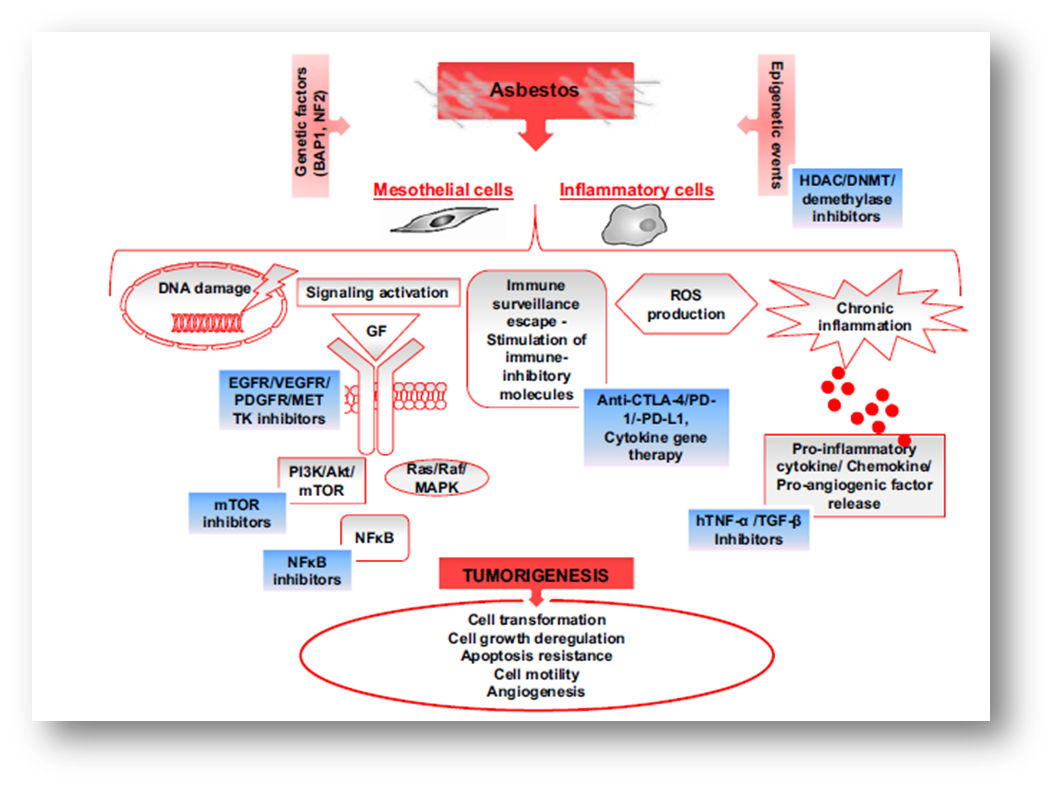 Genetic factors
(BAP1, NF2)
Asbestos
Epigenetic events
HDAC/DNMT/
demethylase
inhibitors
Mesothelial cells
Inflammatory cells
DNA damage
Signaling activation
GF
Immune
surveillance
escape -
Stimulation of
immune-
inhibitory
molecules
ROS
production
Chronic
inflammation
EGFR/VEGFR/
PDGFR/MET
TK inhibitors
Anti-CTLA-4/PD-
1/-PD-L1,
Cytokine gene
therapy
Pro-inflammatory
cytokine/ Chemokine/
Pro-angiogenic factor
release
PI3K/Akt/
mTOR
Ras/Raf/
MAPK
mTOR
inhibitors
hTNF-α /TGF-β
Inhibitors
NFκB
NFκB
inhibitors
TUMORIGENESIS
Cell transformation
Cell growth deregulation
Apoptosis resistance
Cell motility
Angiogenesis